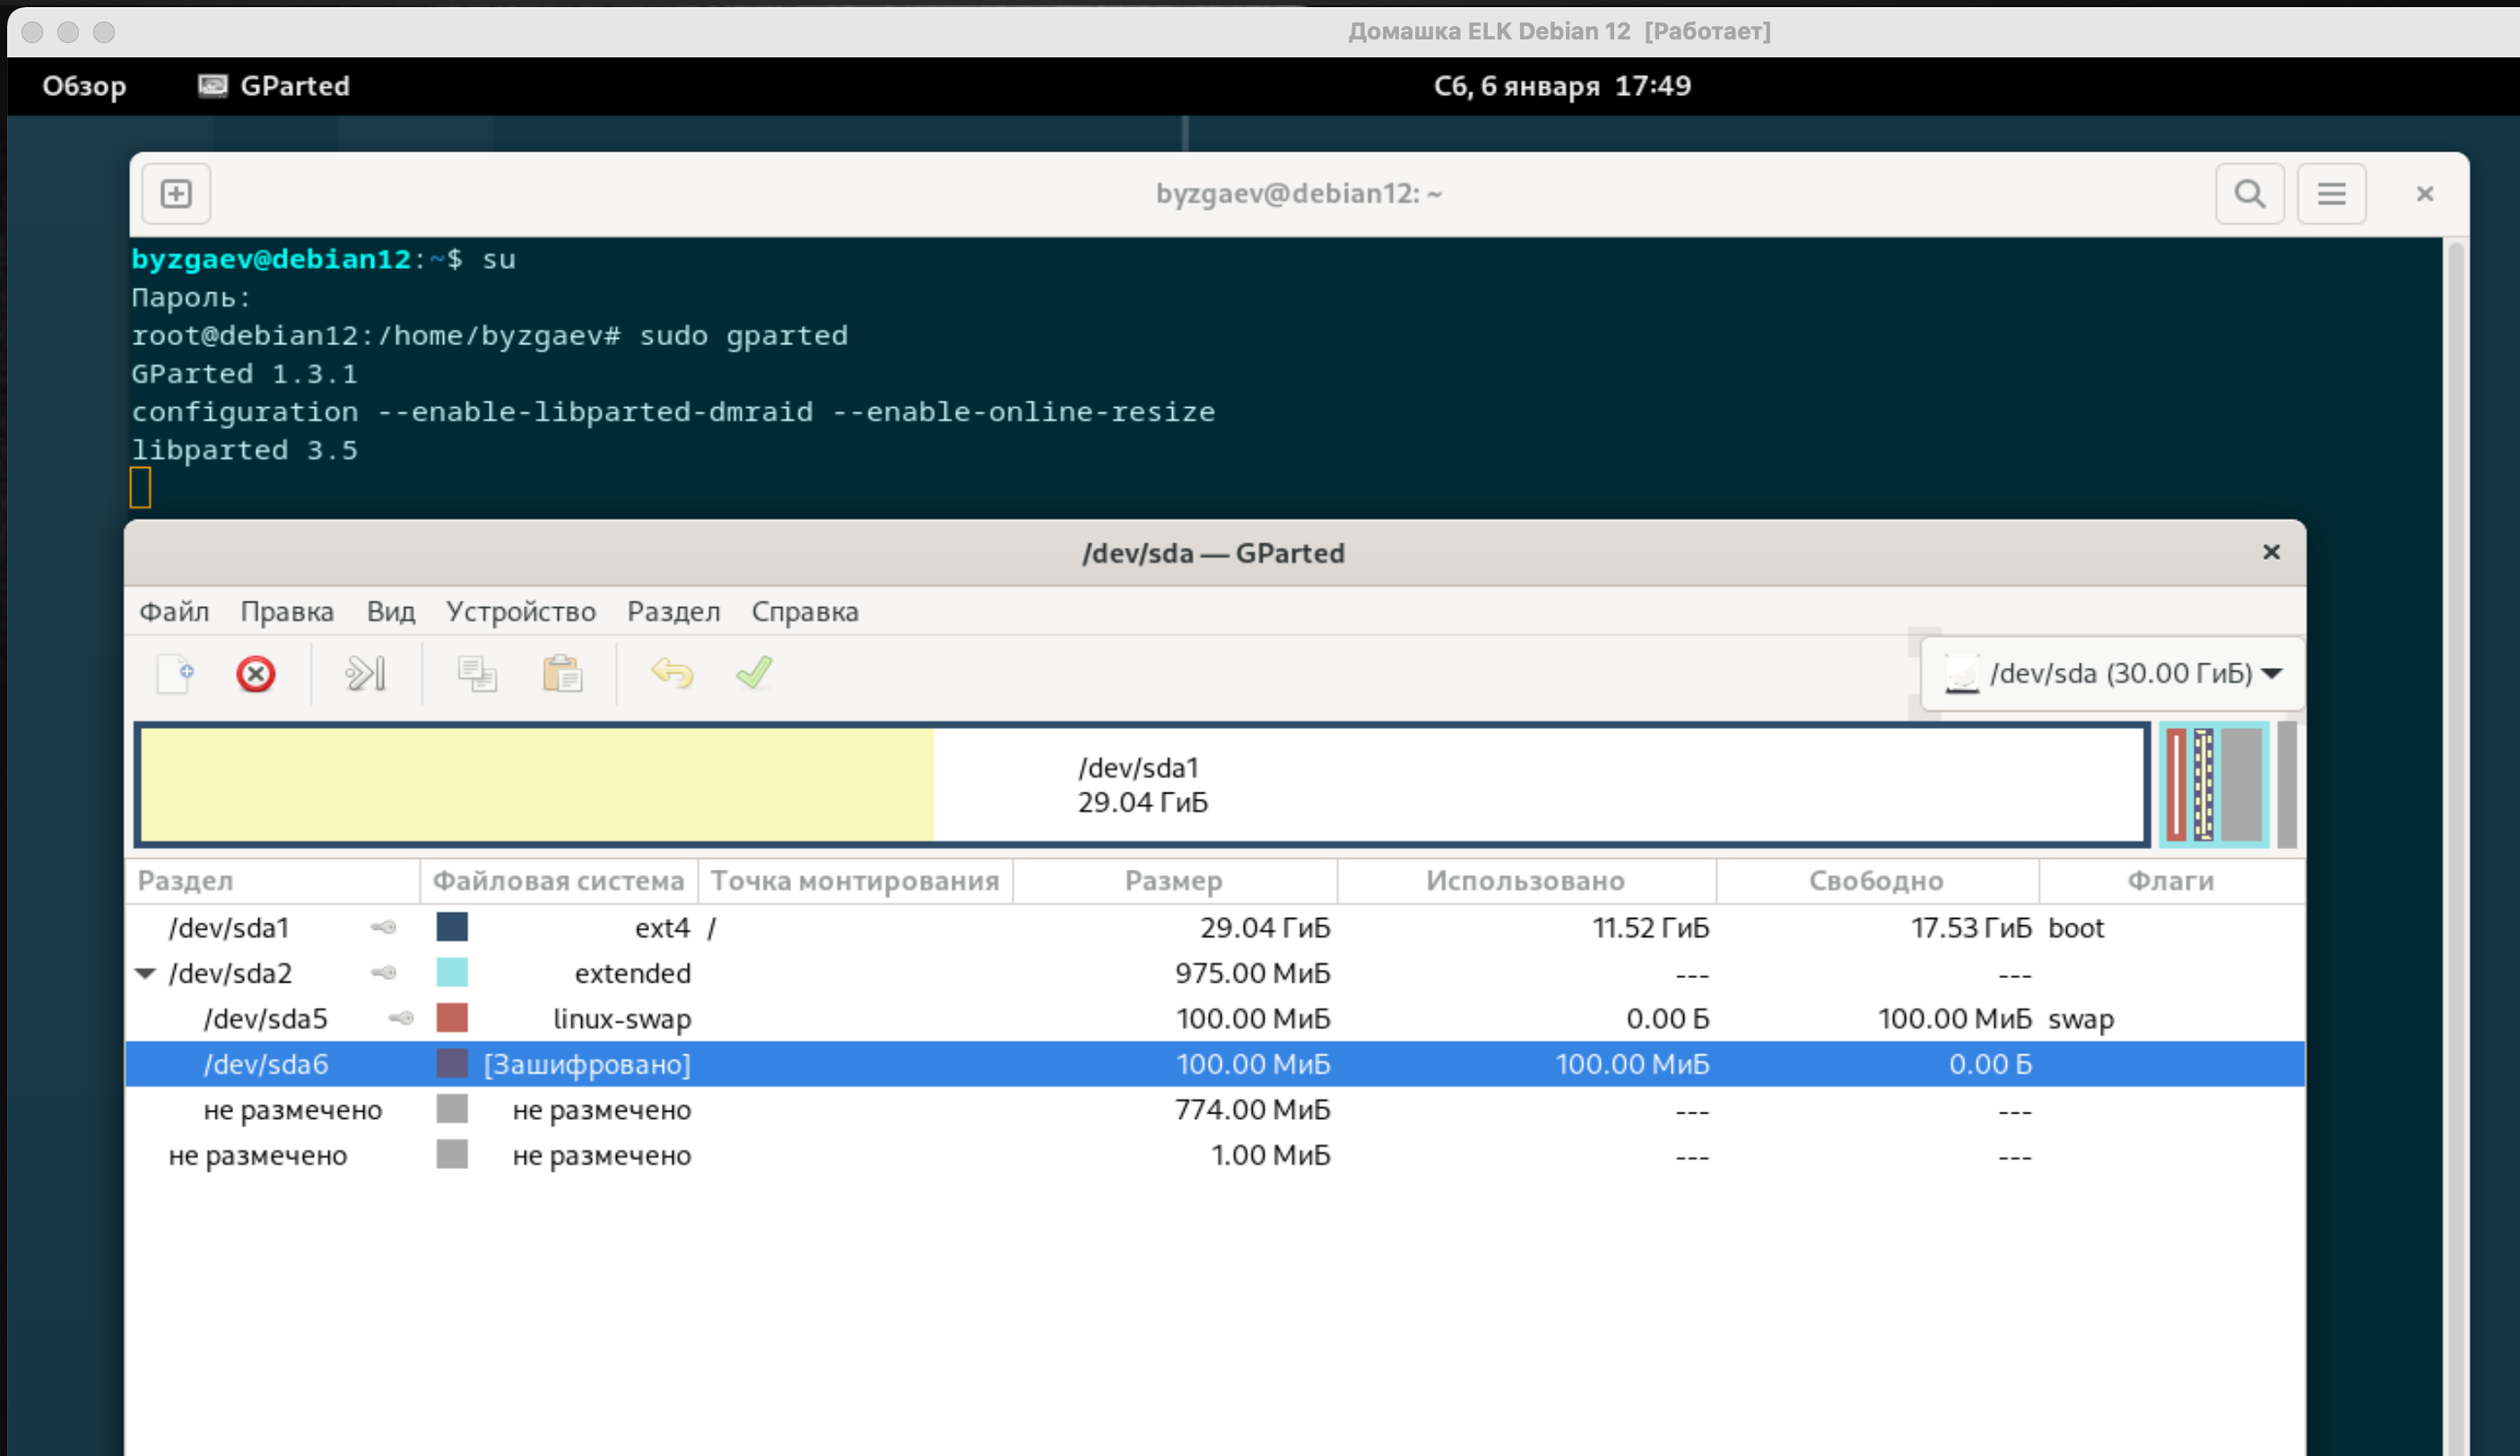 Домашка ELK Debian 12 [Работает]
Обзор GParted Сб, 6 января 17:49
byzgaev@debian12: ~
byzgaev@debian12:~$ su
Пароль:
root@debian12:/home/byzgaev# sudo gparted
GParted 1.3.1
configuration --enable-libparted-dmraid --enable-online-resize
libparted 3.5
/dev/sda — GParted
Файл Правка Вид Устройство Раздел Справка
/dev/sda (30.00 ГиБ)
/dev/sda1
29.04 ГиБ
Раздел Файловая система Точка монтирования Размер Использовано Свободно Флаги
/dev/sda1 ext4 / 29.04 ГиБ 11.52 ГиБ 17.53 ГиБ boot
/dev/sda2 extended 975.00 МиБ --- ---
/dev/sda5 linux-swap 100.00 МиБ 0.00 Б 100.00 МиБ swap
/dev/sda6 [Зашифровано] 100.00 МиБ 100.00 МиБ 0.00 Б
не размечено не размечено 774.00 МиБ --- ---
не размечено не размечено 1.00 МиБ --- ---